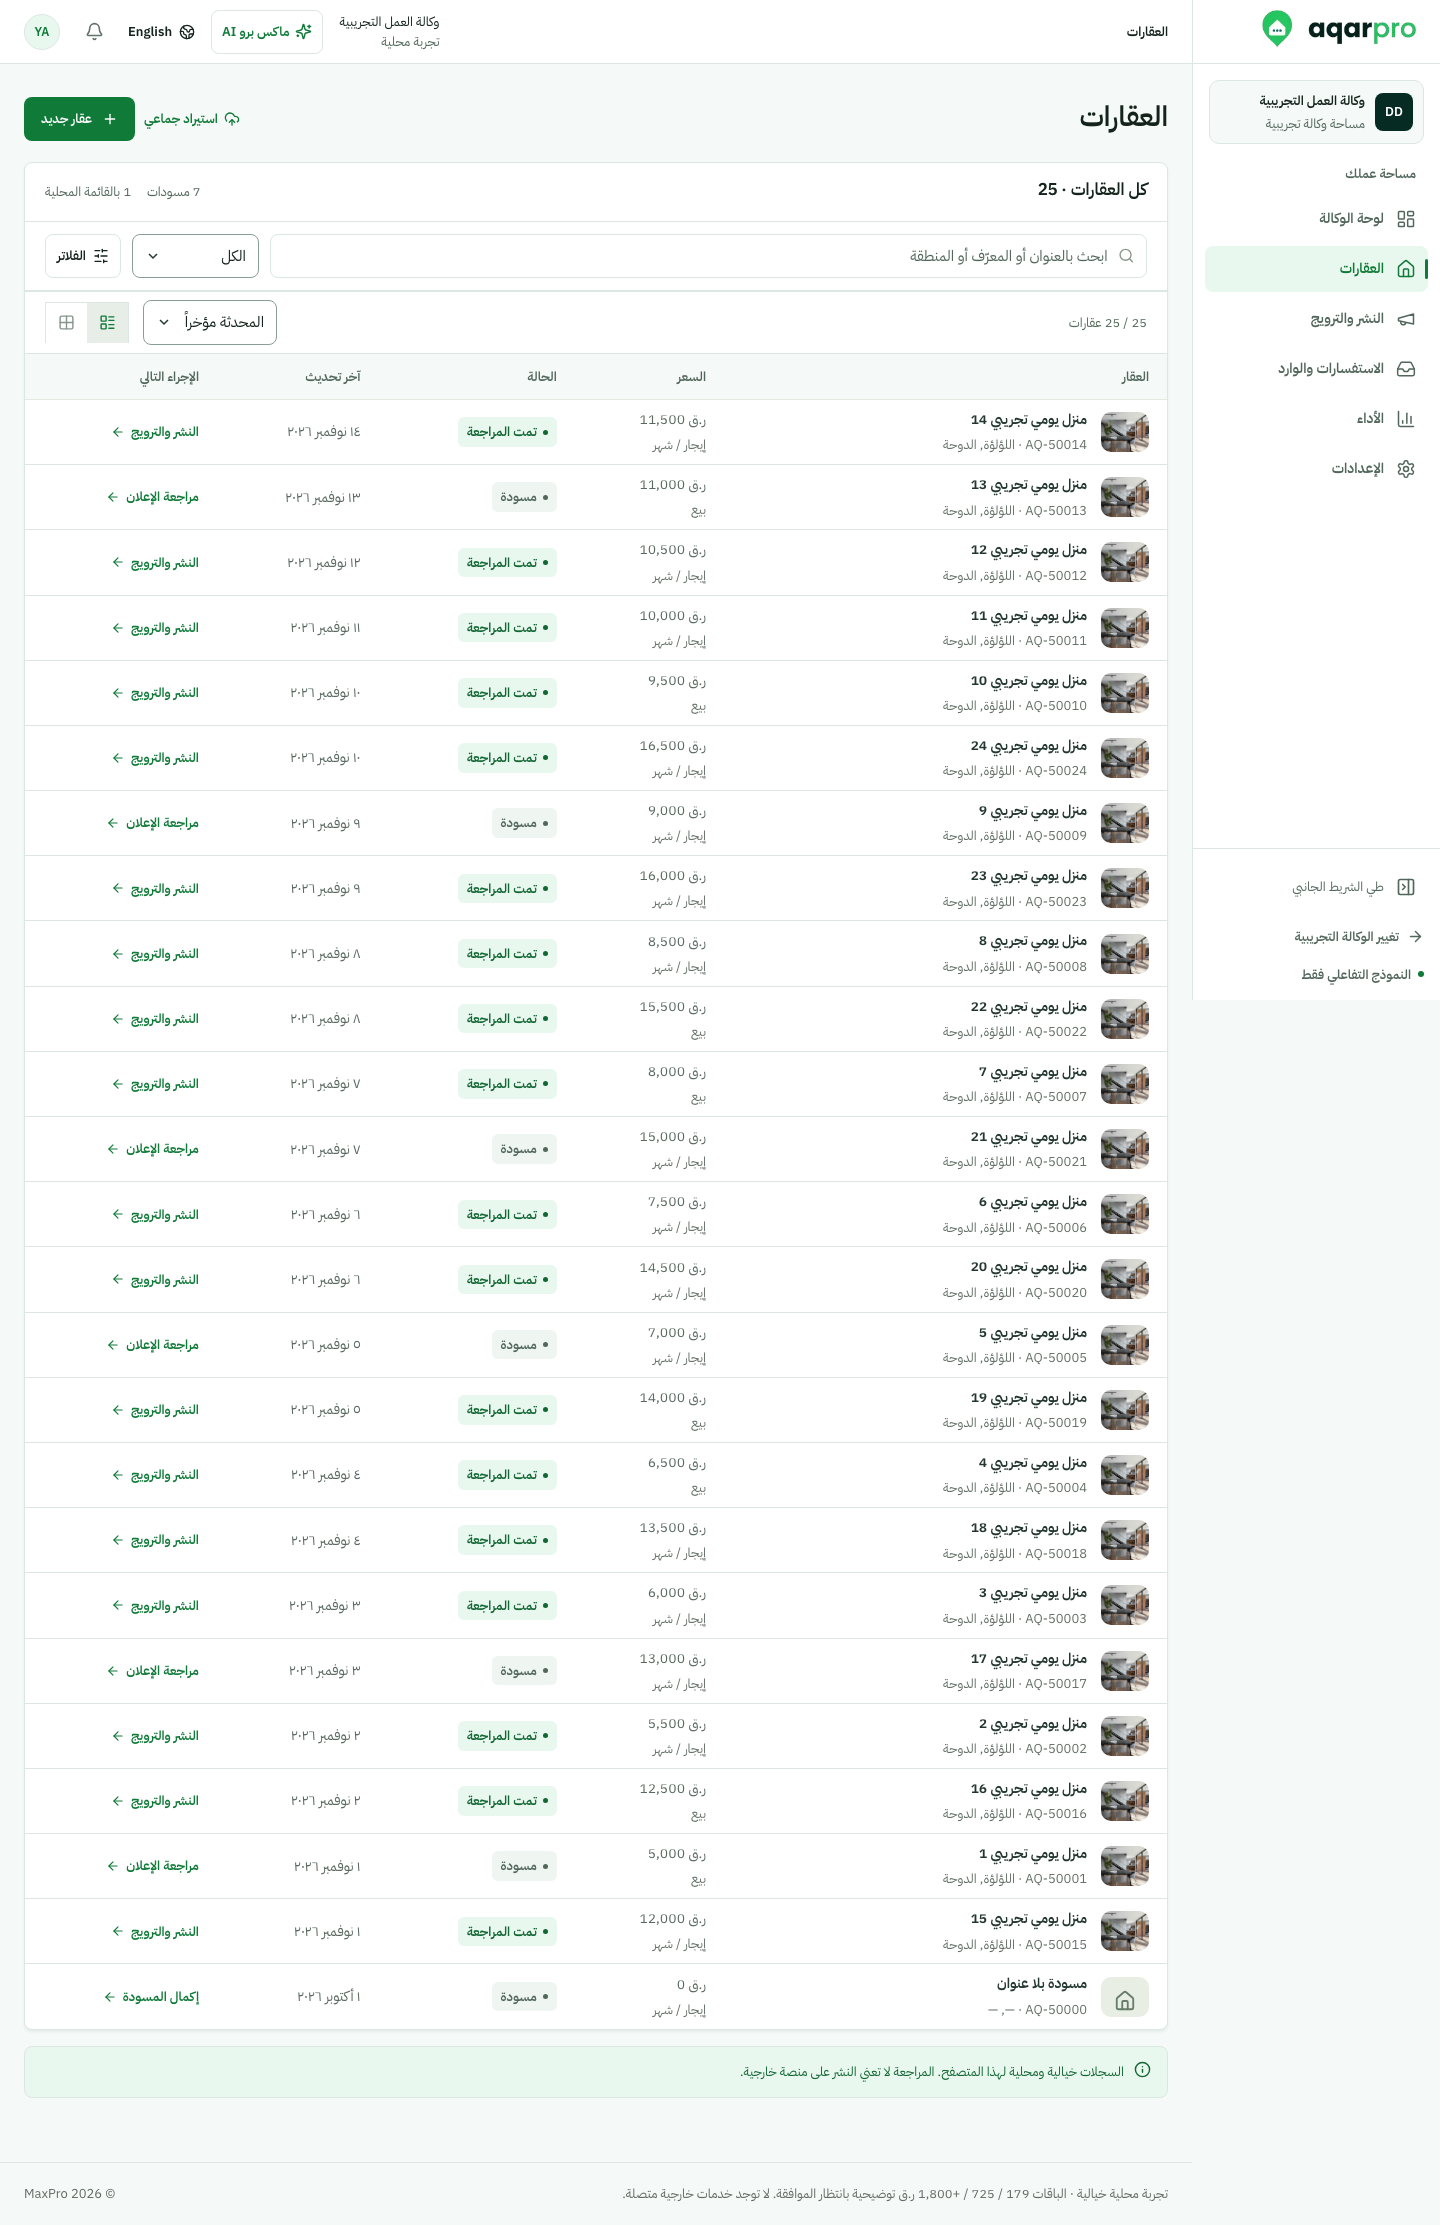 aqarpro
العقارات
وكالة العمل التجريبية
تجربة محلية
ماكس برو AI
English
YA
DD
وكالة العمل التجريبية
مساحة وكالة تجريبية
مساحة عملك
لوحة الوكالة
العقارات
النشر والترويج
الاستفسارات والوارد
الأداء
الإعدادات
طي الشريط الجانبي
تغيير الوكالة التجريبية
النموذج التفاعلي فقط
العقارات
استيراد جماعي
عقار جديد
كل العقارات · 25
7 مسودات
1 بالقائمة المحلية
ابحث بالعنوان أو المعرّف أو المنطقة
الكل
الفلاتر
25 / 25 عقارات
المحدثة مؤخراً
العقار السعر الحالة آخر تحديث الإجراء التالي
منزل يومي تجريبي 14 ر.ق 11,500
AQ-50014 · اللؤلؤة, الدوحة إيجار / شهر تمت المراجعة ١٤ نوفمبر ٢٠٢٦ النشر والترويج
منزل يومي تجريبي 13 ر.ق 11,000
AQ-50013 · اللؤلؤة, الدوحة بيع مسودة ١٣ نوفمبر ٢٠٢٦ مراجعة الإعلان
منزل يومي تجريبي 12 ر.ق 10,500
AQ-50012 · اللؤلؤة, الدوحة إيجار / شهر تمت المراجعة ١٢ نوفمبر ٢٠٢٦ النشر والترويج
منزل يومي تجريبي 11 ر.ق 10,000
AQ-50011 · اللؤلؤة, الدوحة إيجار / شهر تمت المراجعة ١١ نوفمبر ٢٠٢٦ النشر والترويج
منزل يومي تجريبي 10 ر.ق 9,500
AQ-50010 · اللؤلؤة, الدوحة بيع تمت المراجعة ١٠ نوفمبر ٢٠٢٦ النشر والترويج
منزل يومي تجريبي 24 ر.ق 16,500
AQ-50024 · اللؤلؤة, الدوحة إيجار / شهر تمت المراجعة ١٠ نوفمبر ٢٠٢٦ النشر والترويج
منزل يومي تجريبي 9 ر.ق 9,000
AQ-50009 · اللؤلؤة, الدوحة إيجار / شهر مسودة ٩ نوفمبر ٢٠٢٦ مراجعة الإعلان
منزل يومي تجريبي 23 ر.ق 16,000
AQ-50023 · اللؤلؤة, الدوحة إيجار / شهر تمت المراجعة ٩ نوفمبر ٢٠٢٦ النشر والترويج
منزل يومي تجريبي 8 ر.ق 8,500
AQ-50008 · اللؤلؤة, الدوحة إيجار / شهر تمت المراجعة ٨ نوفمبر ٢٠٢٦ النشر والترويج
منزل يومي تجريبي 22 ر.ق 15,500
AQ-50022 · اللؤلؤة, الدوحة بيع تمت المراجعة ٨ نوفمبر ٢٠٢٦ النشر والترويج
منزل يومي تجريبي 7 ر.ق 8,000
AQ-50007 · اللؤلؤة, الدوحة بيع تمت المراجعة ٧ نوفمبر ٢٠٢٦ النشر والترويج
منزل يومي تجريبي 21 ر.ق 15,000
AQ-50021 · اللؤلؤة, الدوحة إيجار / شهر مسودة ٧ نوفمبر ٢٠٢٦ مراجعة الإعلان
منزل يومي تجريبي 6 ر.ق 7,500
AQ-50006 · اللؤلؤة, الدوحة إيجار / شهر تمت المراجعة ٦ نوفمبر ٢٠٢٦ النشر والترويج
منزل يومي تجريبي 20 ر.ق 14,500
AQ-50020 · اللؤلؤة, الدوحة إيجار / شهر تمت المراجعة ٦ نوفمبر ٢٠٢٦ النشر والترويج
منزل يومي تجريبي 5 ر.ق 7,000
AQ-50005 · اللؤلؤة, الدوحة إيجار / شهر مسودة ٥ نوفمبر ٢٠٢٦ مراجعة الإعلان
منزل يومي تجريبي 19 ر.ق 14,000
AQ-50019 · اللؤلؤة, الدوحة بيع تمت المراجعة ٥ نوفمبر ٢٠٢٦ النشر والترويج
منزل يومي تجريبي 4 ر.ق 6,500
AQ-50004 · اللؤلؤة, الدوحة بيع تمت المراجعة ٤ نوفمبر ٢٠٢٦ النشر والترويج
منزل يومي تجريبي 18 ر.ق 13,500
AQ-50018 · اللؤلؤة, الدوحة إيجار / شهر تمت المراجعة ٤ نوفمبر ٢٠٢٦ النشر والترويج
منزل يومي تجريبي 3 ر.ق 6,000
AQ-50003 · اللؤلؤة, الدوحة إيجار / شهر تمت المراجعة ٣ نوفمبر ٢٠٢٦ النشر والترويج
منزل يومي تجريبي 17 ر.ق 13,000
AQ-50017 · اللؤلؤة, الدوحة إيجار / شهر مسودة ٣ نوفمبر ٢٠٢٦ مراجعة الإعلان
منزل يومي تجريبي 2 ر.ق 5,500
AQ-50002 · اللؤلؤة, الدوحة إيجار / شهر تمت المراجعة ٢ نوفمبر ٢٠٢٦ النشر والترويج
منزل يومي تجريبي 16 ر.ق 12,500
AQ-50016 · اللؤلؤة, الدوحة بيع تمت المراجعة ٢ نوفمبر ٢٠٢٦ النشر والترويج
منزل يومي تجريبي 1 ر.ق 5,000
AQ-50001 · اللؤلؤة, الدوحة بيع مسودة ١ نوفمبر ٢٠٢٦ مراجعة الإعلان
منزل يومي تجريبي 15 ر.ق 12,000
AQ-50015 · اللؤلؤة, الدوحة إيجار / شهر تمت المراجعة ١ نوفمبر ٢٠٢٦ النشر والترويج
مسودة بلا عنوان ر.ق 0
AQ-50000 · —, — إيجار / شهر مسودة ١ أكتوبر ٢٠٢٦ إكمال المسودة
السجلات خيالية ومحلية لهذا المتصفح. المراجعة لا تعني النشر على منصة خارجية.
تجربة محلية خيالية · الباقات 179 / 725 / +1,800 ر.ق توضيحية بانتظار الموافقة. لا توجد خدمات خارجية متصلة.
© 2026 MaxPro